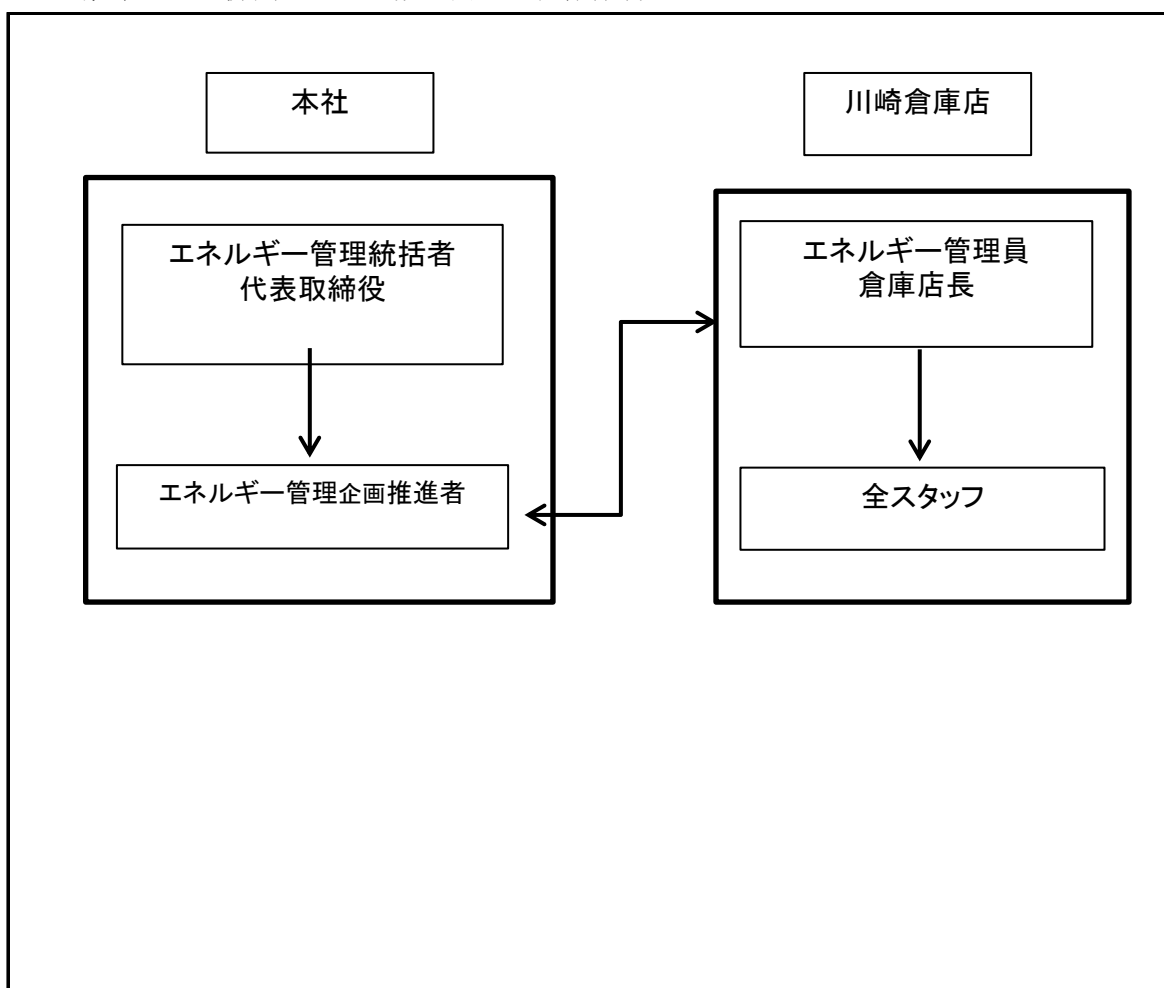 本社
エネルギー管理統括者
代表取締役
エネルギー管理企画推進者
川崎倉庫店
エネルギー管理員
倉庫店長
全スタッフ